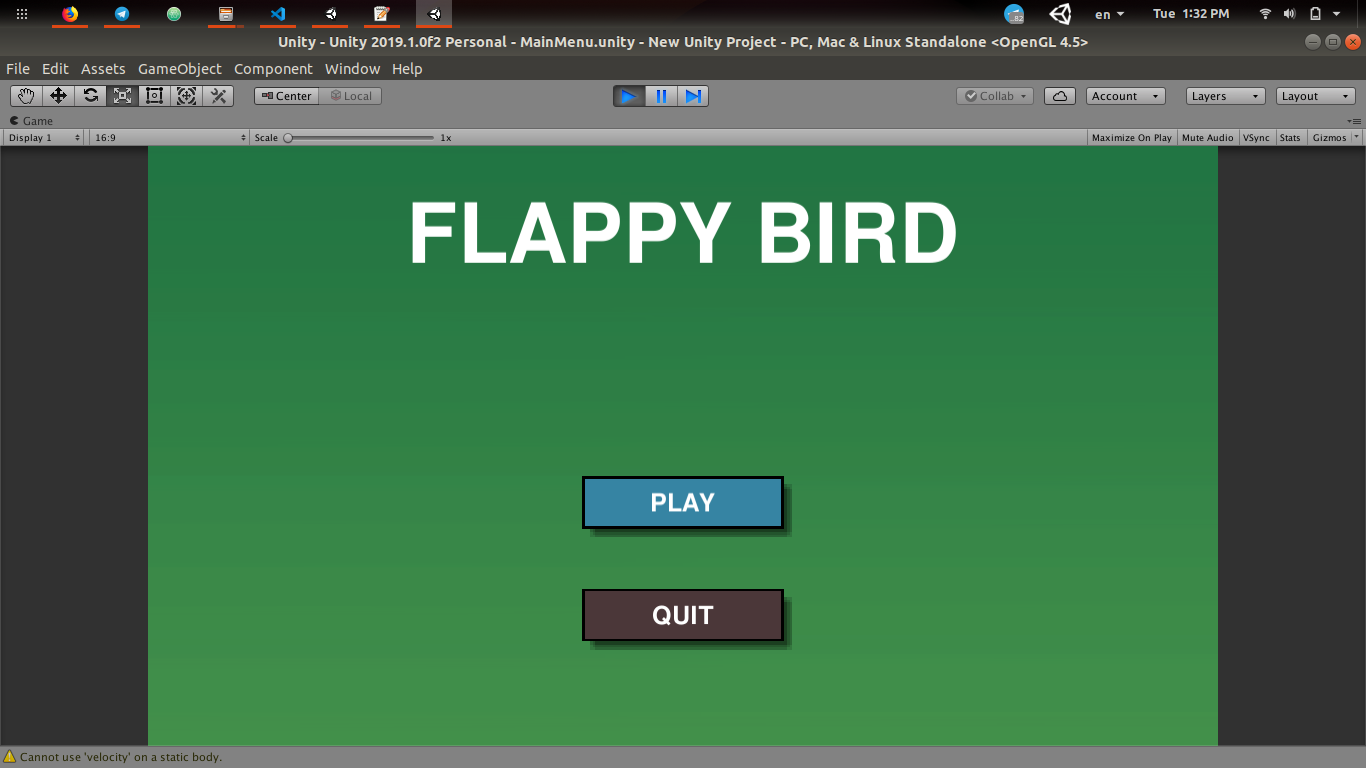 .82
en
Tue 1:32 PM
Unity - Unity 2019.1.0f2 Personal - MainMenu.unity - New Unity Project - PC, Mac & Linux Standalone <OpenGL 4.5>
File Edit Assets GameObject Component Window Help
Center Local Collab Account Layers Layout
Game
Display 1 16:9 Scale 1x Maximize On Play Mute Audio VSync Stats Gizmos
FLAPPY BIRD
PLAY
QUIT
Cannot use 'velocity' on a static body.